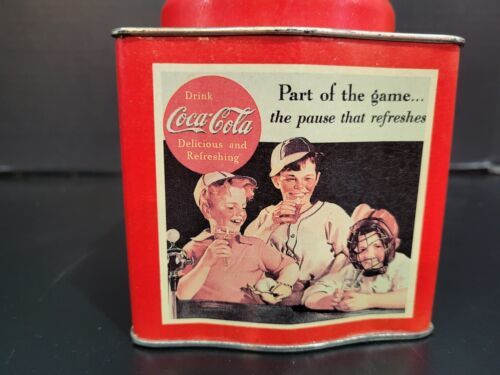 Drink
Coca-Cola
Delicious and
Refreshing
Part of the game...
the pause that refreshes